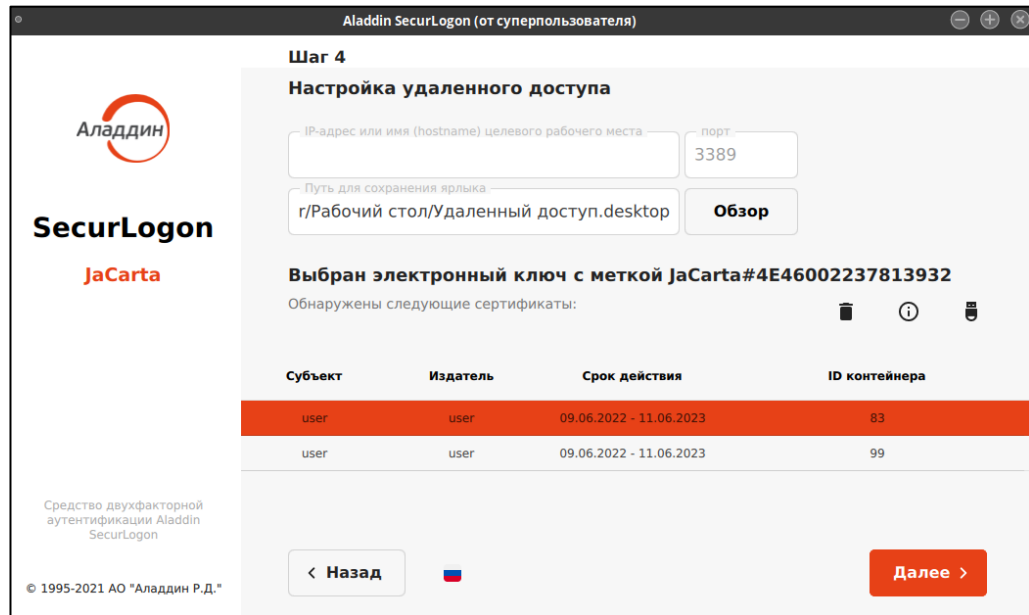 Aladdin SecurLogon (от суперпользователя)
Шаг 4
Настройка удаленного доступа
IP-адрес или имя (hostname) целевого рабочего места
порт
3389
Путь для сохранения ярлыка
r/Рабочий стол/Удаленный доступ.desktop
Обзор
Аладдин
SecurLogon
JaCarta
Выбран электронный ключ с меткой JaCarta#4E46002237813932
Обнаружены следующие сертификаты:
Субъект Издатель Срок действия ID контейнера
user user 09.06.2022 - 11.06.2023 83
user user 09.06.2022 - 11.06.2023 99
Средство двухфакторной
аутентификации Aladdin
SecurLogon
© 1995-2021 АО "Аладдин Р.Д."
Назад
Далее